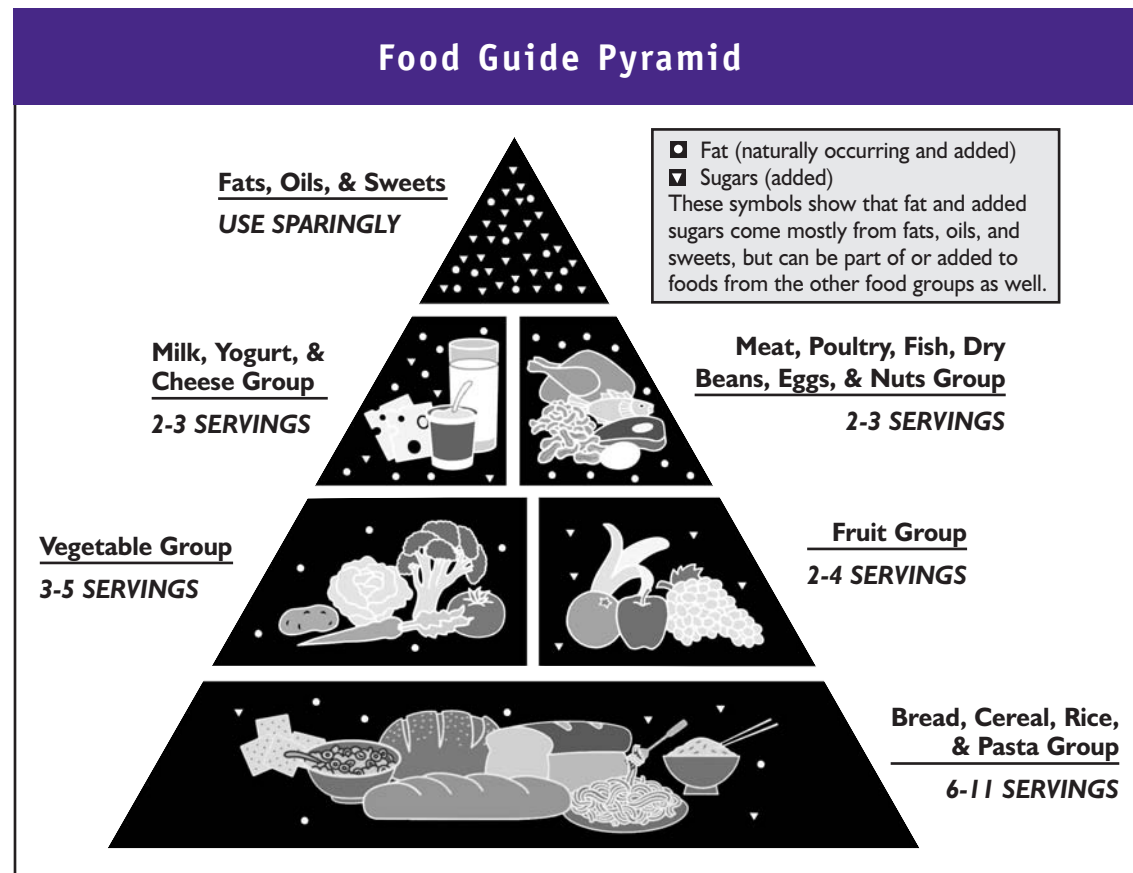 Food Guide Pyramid
Fats, Oils, & Sweets
USE SPARINGLY
Fat (naturally occurring and added)
Sugars (added)
These symbols show that fat and added
sugars come mostly from fats, oils, and
sweets, but can be part of or added to
foods from the other food groups as well.
Milk, Yogurt, &
Cheese Group
2-3 SERVINGS
Meat, Poultry, Fish, Dry
Beans, Eggs, & Nuts Group
2-3 SERVINGS
Vegetable Group
3-5 SERVINGS
Fruit Group
2-4 SERVINGS
Bread, Cereal, Rice,
& Pasta Group
6-11 SERVINGS